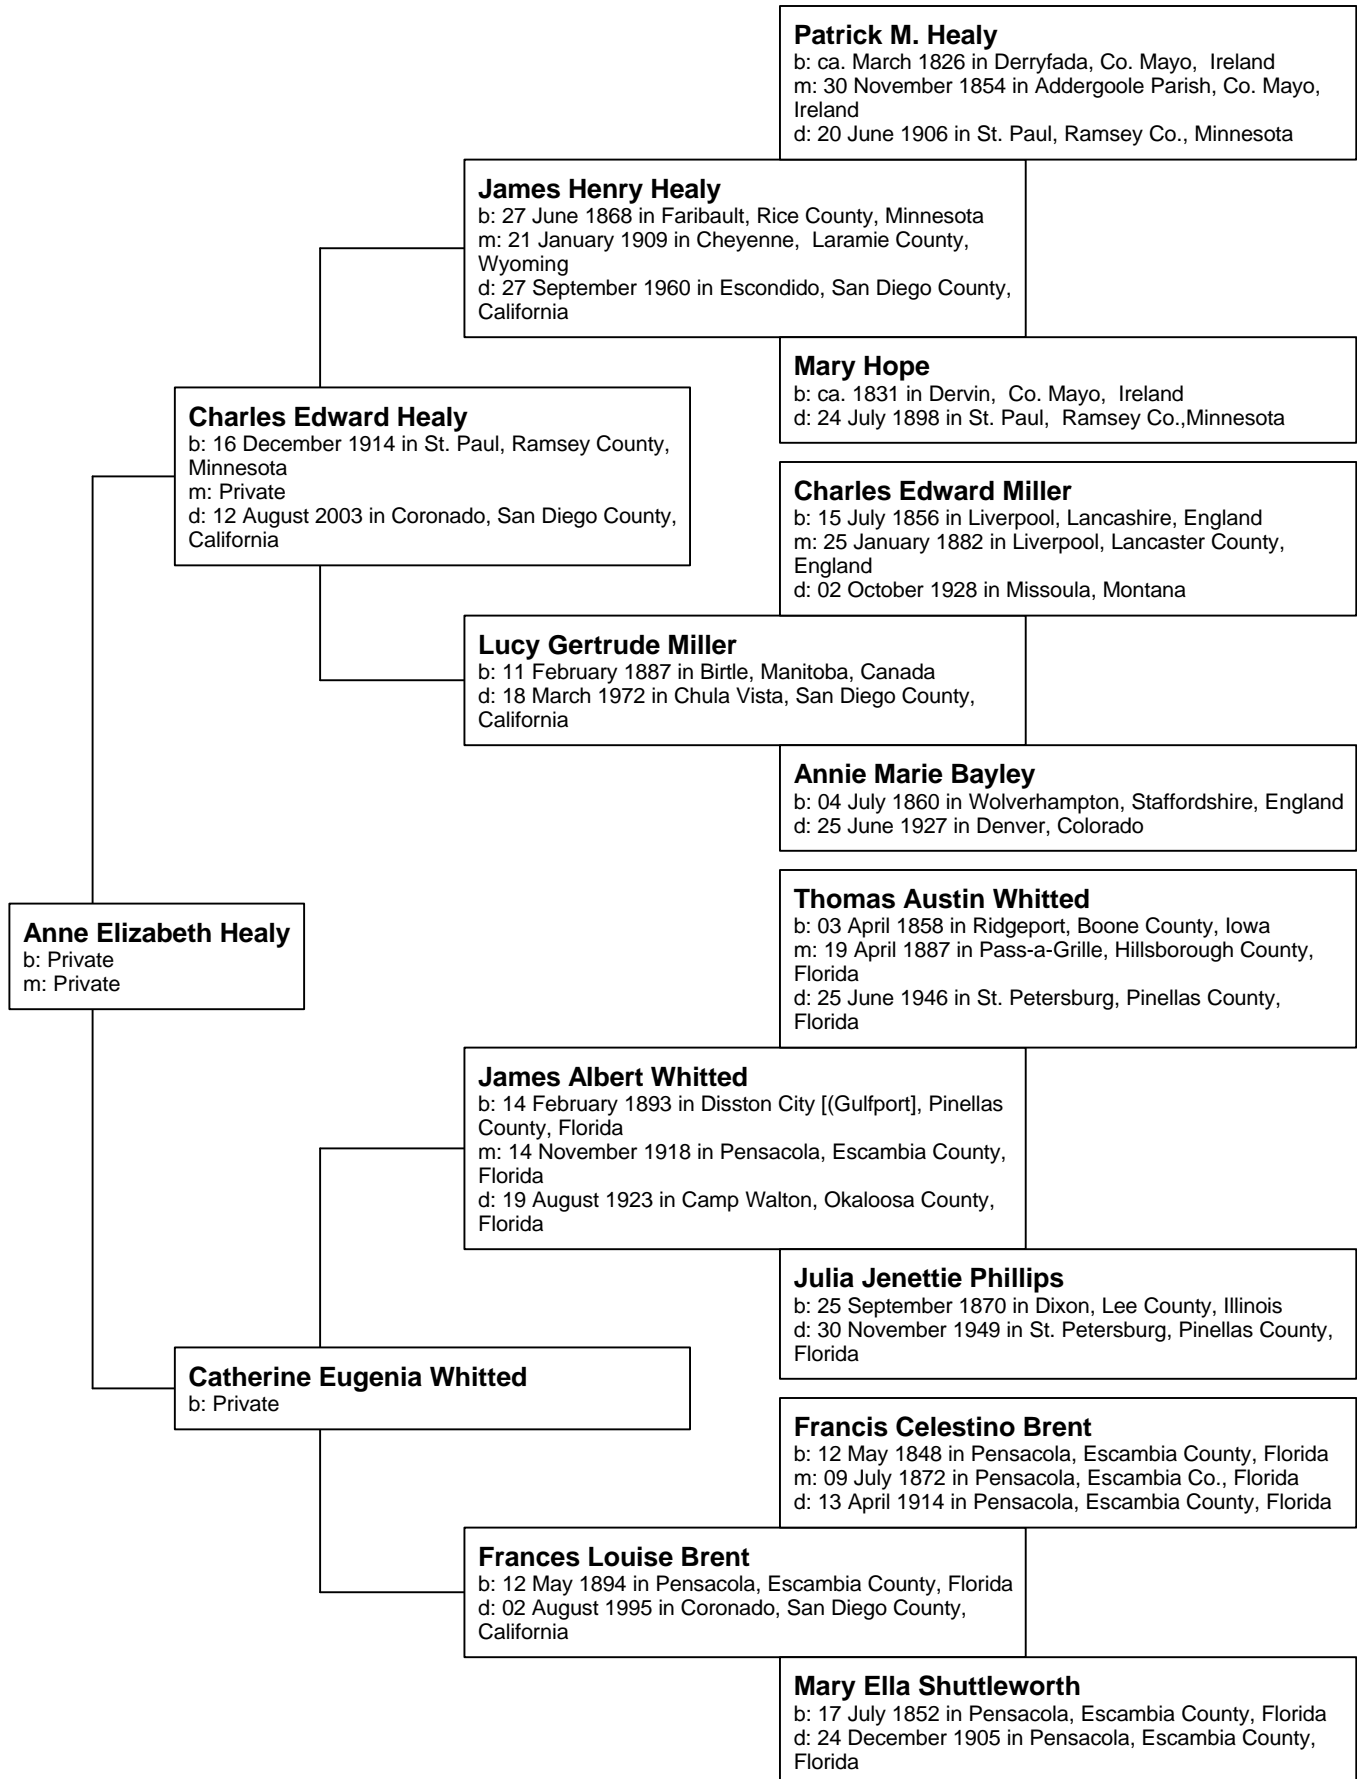 Patrick M. Healy
b: ca. March 1826 in Derryfada, Co. Mayo,  Ireland
m: 30 November 1854 in Addergoole Parish, Co. Mayo,
Ireland
d: 20 June 1906 in St. Paul, Ramsey Co., Minnesota
James Henry Healy
b: 27 June 1868 in Faribault, Rice County, Minnesota
m: 21 January 1909 in Cheyenne,  Laramie County,
Wyoming
d: 27 September 1960 in Escondido, San Diego County,
California
Mary Hope
b: ca. 1831 in Dervin,  Co. Mayo,  Ireland
d: 24 July 1898 in St. Paul,  Ramsey Co.,Minnesota
Charles Edward Healy
b: 16 December 1914 in St. Paul, Ramsey County,
Minnesota
m: Private
d: 12 August 2003 in Coronado, San Diego County,
California
Charles Edward Miller
b: 15 July 1856 in Liverpool, Lancashire, England
m: 25 January 1882 in Liverpool, Lancaster County,
England
d: 02 October 1928 in Missoula, Montana
Lucy Gertrude Miller
b: 11 February 1887 in Birtle, Manitoba, Canada
d: 18 March 1972 in Chula Vista, San Diego County,
California
Annie Marie Bayley
b: 04 July 1860 in Wolverhampton, Staffordshire, England
d: 25 June 1927 in Denver, Colorado
Anne Elizabeth Healy
b: Private
m: Private
Thomas Austin Whitted
b: 03 April 1858 in Ridgeport, Boone County, Iowa
m: 19 April 1887 in Pass-a-Grille, Hillsborough County,
Florida
d: 25 June 1946 in St. Petersburg, Pinellas County,
Florida
James Albert Whitted
b: 14 February 1893 in Disston City [(Gulfport], Pinellas
County, Florida
m: 14 November 1918 in Pensacola, Escambia County,
Florida
d: 19 August 1923 in Camp Walton, Okaloosa County,
Florida
Julia Jenettie Phillips
b: 25 September 1870 in Dixon, Lee County, Illinois
d: 30 November 1949 in St. Petersburg, Pinellas County,
Florida
Catherine Eugenia Whitted
b: Private
Francis Celestino Brent
b: 12 May 1848 in Pensacola, Escambia County, Florida
m: 09 July 1872 in Pensacola, Escambia Co., Florida
d: 13 April 1914 in Pensacola, Escambia County, Florida
Frances Louise Brent
b: 12 May 1894 in Pensacola, Escambia County, Florida
d: 02 August 1995 in Coronado, San Diego County,
California
Mary Ella Shuttleworth
b: 17 July 1852 in Pensacola, Escambia County, Florida
d: 24 December 1905 in Pensacola, Escambia County,
Florida